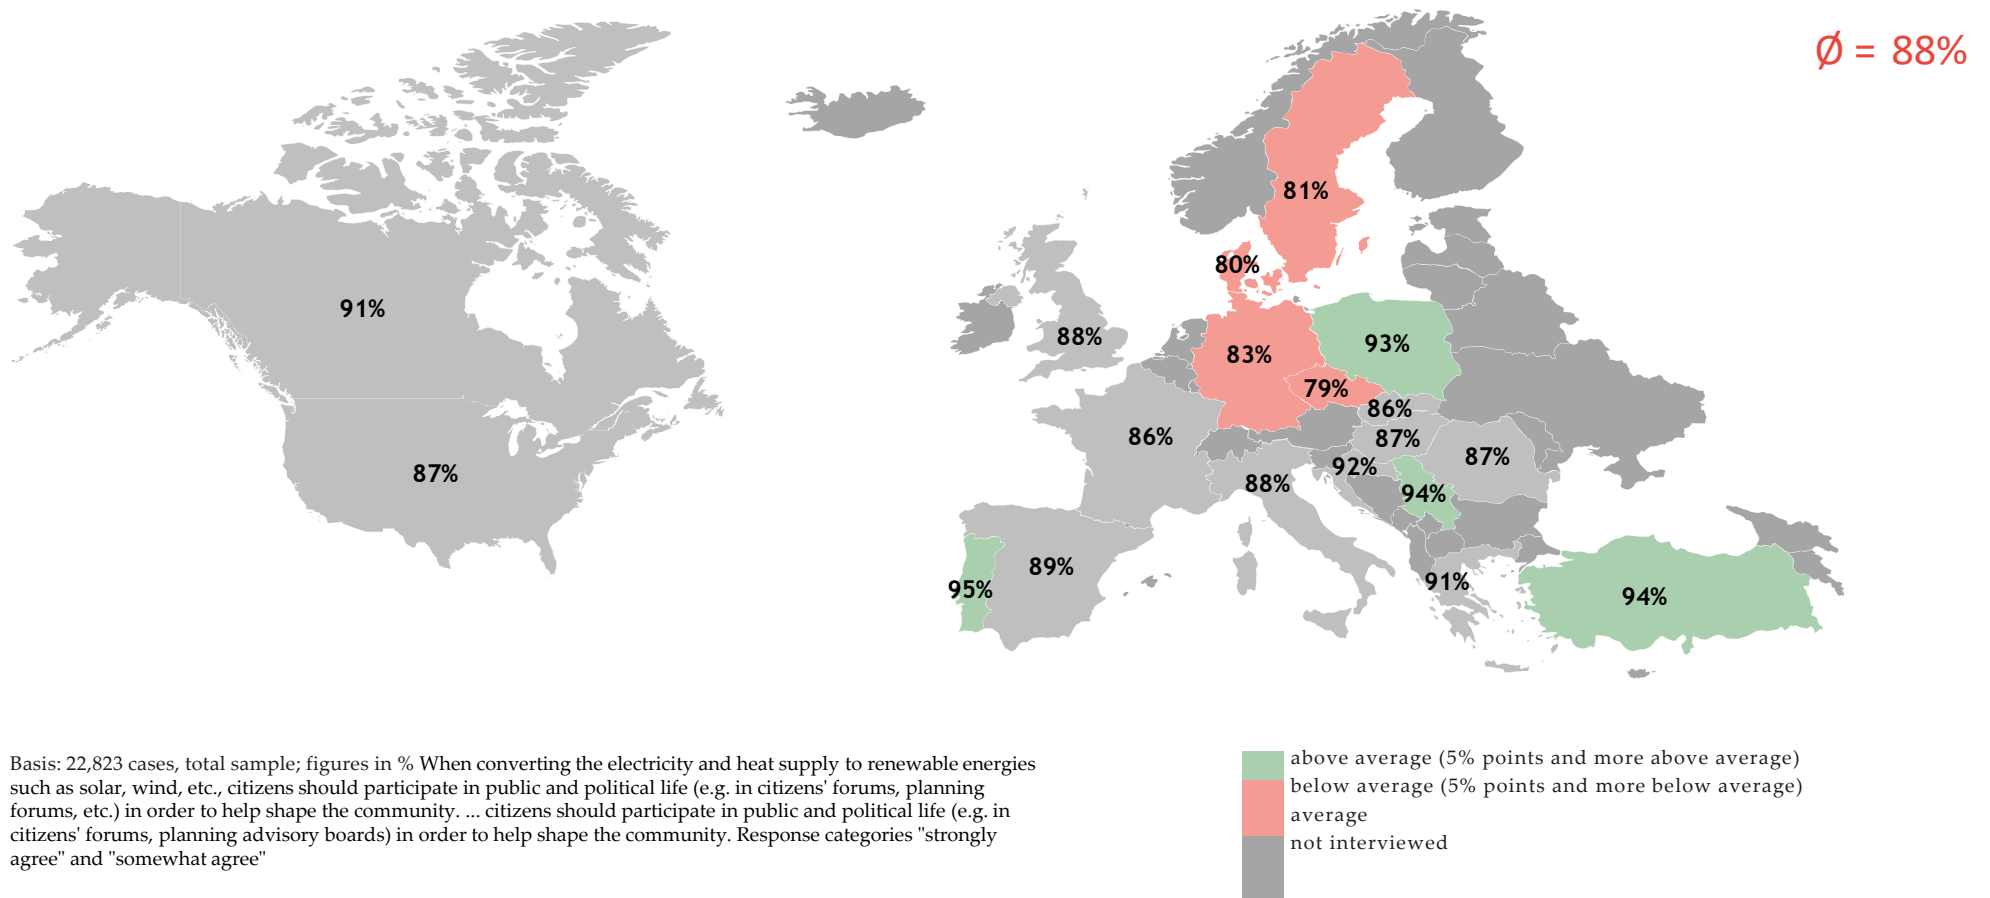 Ø = 88%
81%
80%
91%
88%
93%
83%
79%
86%
86%
87%
87%
92%
88%
87%
94%
89%
91%
95%
94%
Basis: 22,823 cases, total sample; figures in % When converting the electricity and heat supply to renewable energies
such as solar, wind, etc., citizens should participate in public and political life (e.g. in citizens' forums, planning
forums, etc.) in order to help shape the community. ... citizens should participate in public and political life (e.g. in
citizens' forums, planning advisory boards) in order to help shape the community. Response categories "strongly
agree" and "somewhat agree"
above average (5% points and more above average)
below average (5% points and more below average)
average
not interviewed